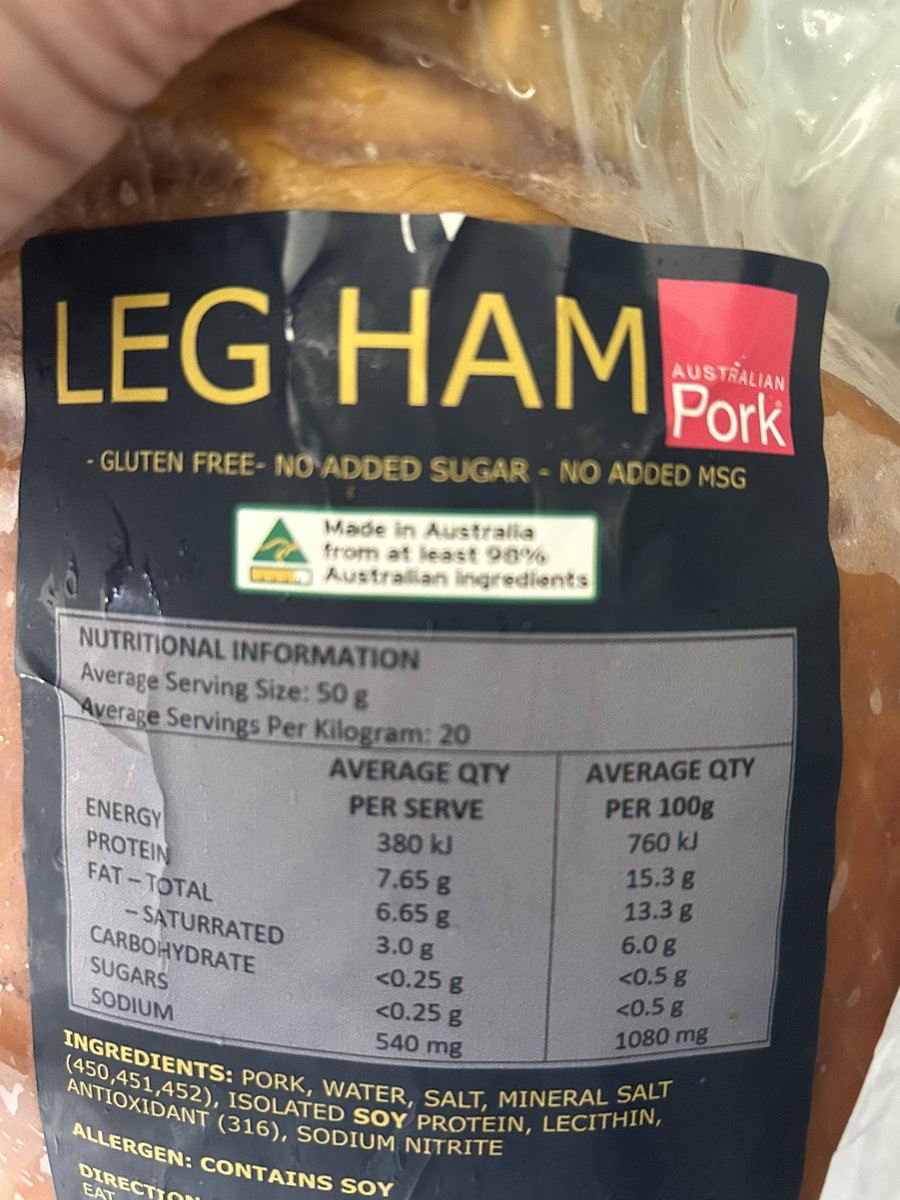 LEG HAM
AUSTRALIAN
Pork
- GLUTEN FREE- NO ADDED SUGAR - NO ADDED MSG
Made in Australia
from at least 98%
Australian ingredients
NUTRITIONAL INFORMATION
Average Serving Size: 50 g
Average Servings Per Kilogram: 20
AVERAGE QTY AVERAGE QTY
PER SERVE PER 100g
ENERGY 380 kJ 760 kJ
PROTEIN 7.65 g 15.3 g
FAT – TOTAL 6.65 g 13.3 g
– SATURRATED 3.0 g 6.0 g
CARBOHYDRATE <0.25 g <0.5 g
SUGARS <0.25 g <0.5 g
SODIUM 540 mg 1080 mg
INGREDIENTS: PORK, WATER, SALT, MINERAL SALT
(450,451,452), ISOLATED SOY PROTEIN, LECITHIN,
ANTIOXIDANT (316), SODIUM NITRITE
ALLERGEN: CONTAINS SOY
EAT